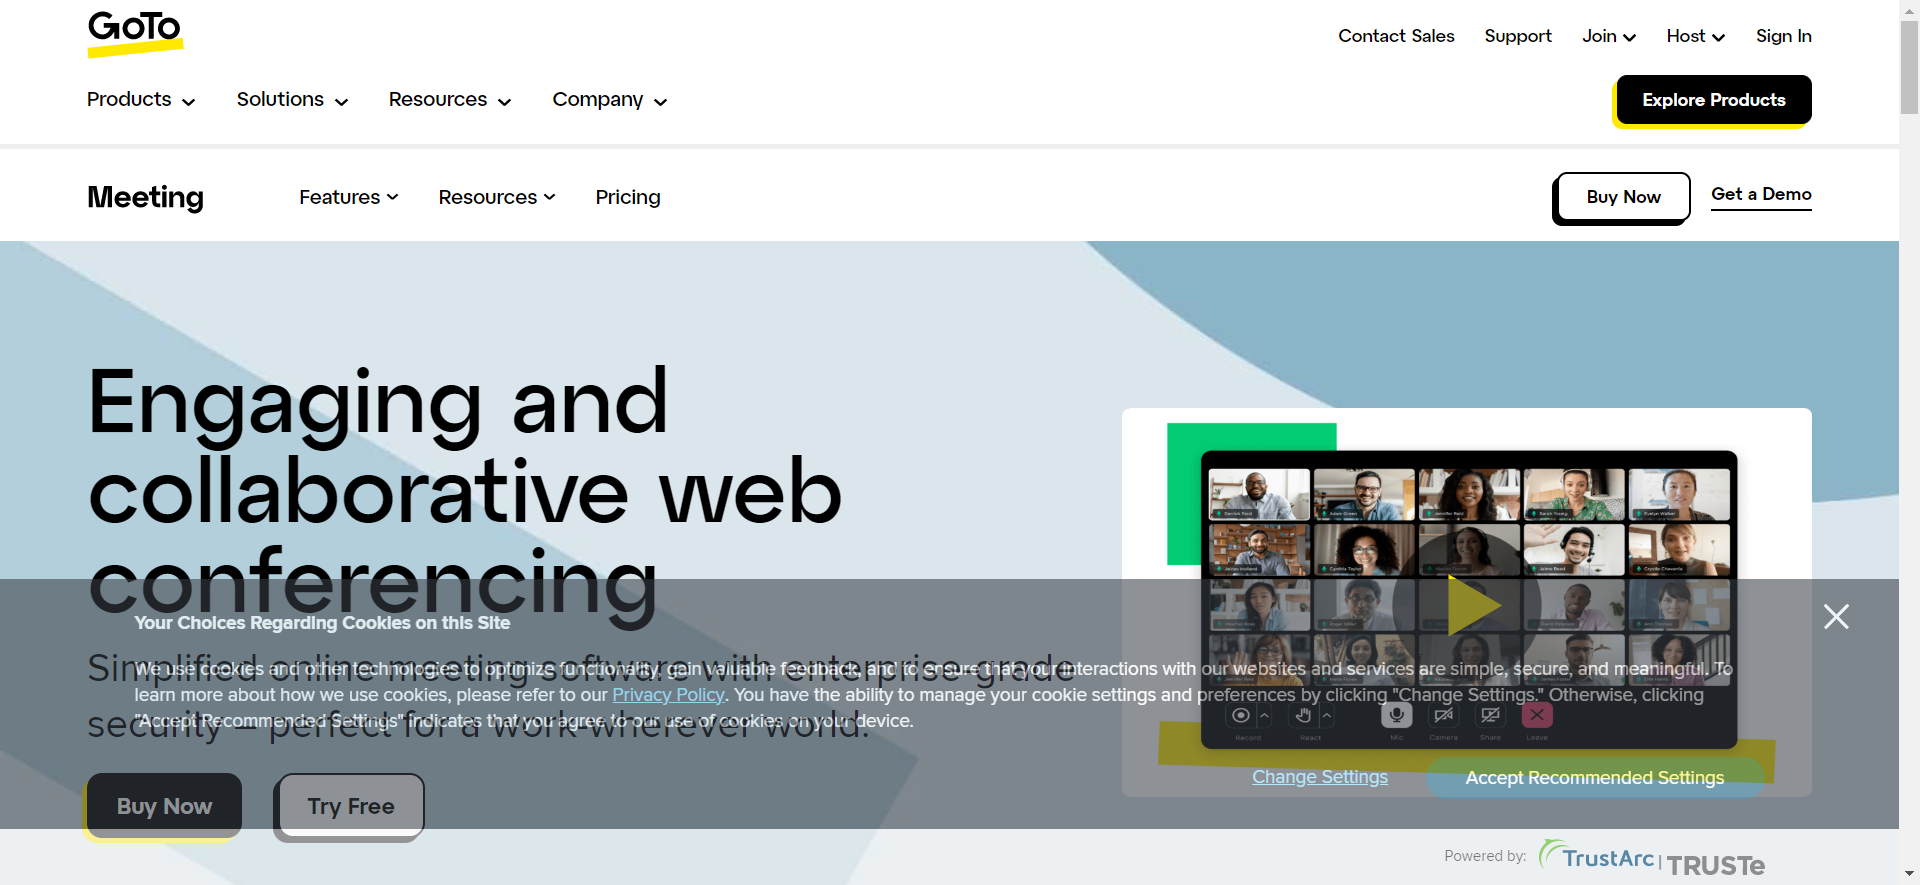 GoTo
Contact Sales Support Join Host Sign In
Products Solutions Resources Company
Explore Products
Meeting Features Resources Pricing
Buy Now Get a Demo
Engaging and
collaborative web
conferencing
Simplified online meeting software with enterprise-grade
security – perfect for a work-wherever world.
Buy Now Try Free
Record React Mic Camera Share Leave
Your Choices Regarding Cookies on this Site
We use cookies and other technologies to optimize functionality, gain valuable feedback, and to ensure that your interactions with our websites and services are simple, secure, and meaningful. To
learn more about how we use cookies, please refer to our Privacy Policy. You have the ability to manage your cookie settings and preferences by clicking "Change Settings." Otherwise, clicking
"Accept Recommended Settings" indicates that you agree to our use of cookies on your device.
Change Settings Accept Recommended Settings
Powered by: TrustArc | TRUSTe